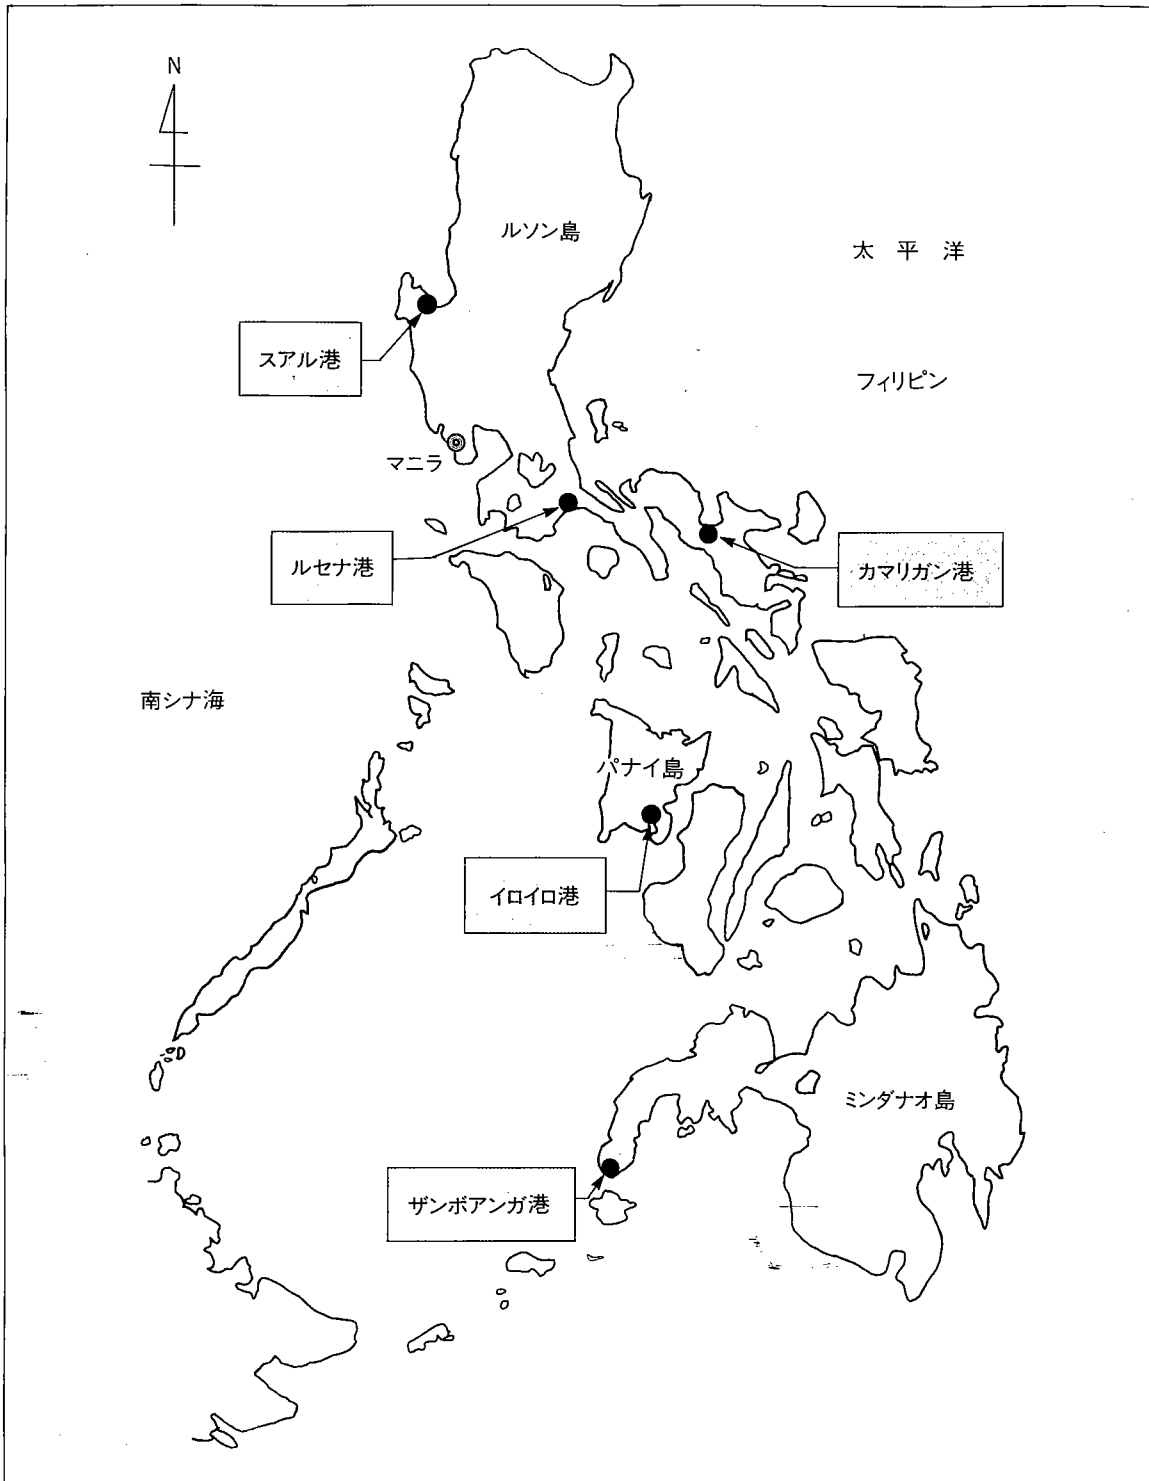 N
ルソン島
太平洋
スアル港
フィリピン
マニラ
ルセナ港
カマリガン港
南シナ海
パナイ島
イロイロ港
ミンダナオ島
ザンボアンガ港